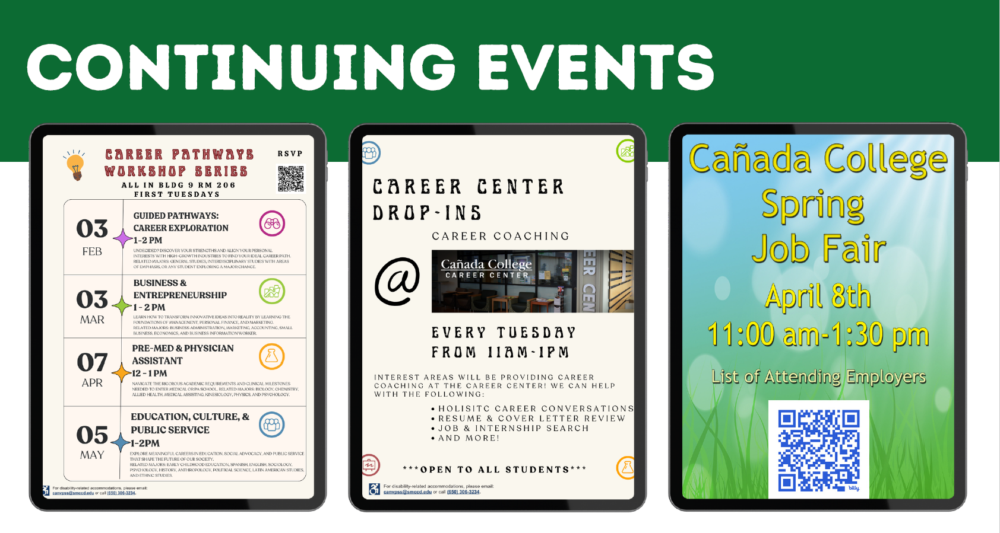 CONTINUING EVENTS
CAREER PATHWAYS
WORKSHOP SERIES
ALL IN BLDG 9 RM 206
FIRST TUESDAYS
RSVP
03
FEB
GUIDED PATHWAYS:
CAREER EXPLORATION
1-2 PM
UNDECIDED? DISCOVER YOUR STRENGTHS AND ALIGN YOUR PERSONAL
INTERESTS WITH HIGH-GROWTH INDUSTRIES TO FIND YOUR IDEAL CAREER PATH.
RELATED MAJORS: GENERAL STUDIES, INTERDISCIPLINARY STUDIES WITH AREAS
OF EMPHASIS, OR ANY STUDENT EXPLORING A MAJOR CHANGE.
03
MAR
BUSINESS &
ENTREPRENEURSHIP
1 - 2 PM
LEARN HOW TO TRANSFORM INNOVATIVE IDEAS INTO REALITY BY LEARNING THE
FOUNDATIONS OF MANAGEMENT, PERSONAL FINANCE, AND MARKETING.
RELATED MAJORS: BUSINESS ADMINISTRATION, MARKETING, ACCOUNTING, SMALL
BUSINESS, ECONOMICS, AND BUSINESS INFORMATION WORKER.
07
APR
PRE-MED & PHYSICIAN
ASSISTANT
12 - 1 PM
NAVIGATE THE RIGOROUS ACADEMIC REQUIREMENTS AND CLINICAL MILESTONES
NEEDED TO ENTER MEDICAL OR PA SCHOOL. RELATED MAJORS: BIOLOGY, CHEMISTRY,
ALLIED HEALTH, MEDICAL ASSISTING, KINESIOLOGY, PHYSICS, AND PSYCHOLOGY.
05
MAY
EDUCATION, CULTURE, &
PUBLIC SERVICE
1-2PM
EXPLORE MEANINGFUL CAREERS IN EDUCATION, SOCIAL ADVOCACY, AND PUBLIC SERVICE
THAT SHAPE THE FUTURE OF OUR SOCIETY.
RELATED MAJORS: EARLY CHILDHOOD EDUCATION, SPANISH, ENGLISH, SOCIOLOGY,
PSYCHOLOGY, HISTORY, ANTHROPOLOGY, POLITICAL SCIENCE, LATIN AMERICAN STUDIES,
AND ETHNIC STUDIES.
For disability-related accommodations, please email:
canvpss@smccd.edu or call (650) 306-3234.
CAREER CENTER
DROP-INS
CAREER COACHING
@
Cañada College
CAREER CENTER
EER CEN
EVERY TUESDAY
FROM 11AM-1PM
INTEREST AREAS WILL BE PROVIDING CAREER
COACHING AT THE CAREER CENTER! WE CAN HELP
WITH THE FOLLOWING:
• HOLISITC CAREER CONVERSATIONS
• RESUME & COVER LETTER REVIEW
• JOB & INTERNSHIP SEARCH
• AND MORE!
***OPEN TO ALL STUDENTS***
For disability-related accommodations, please email:
canvpss@smccd.edu or call (650) 306-3234.
Cañada College
Spring
Job Fair
April 8th
11:00 am-1:30 pm
List of Attending Employers
bitly